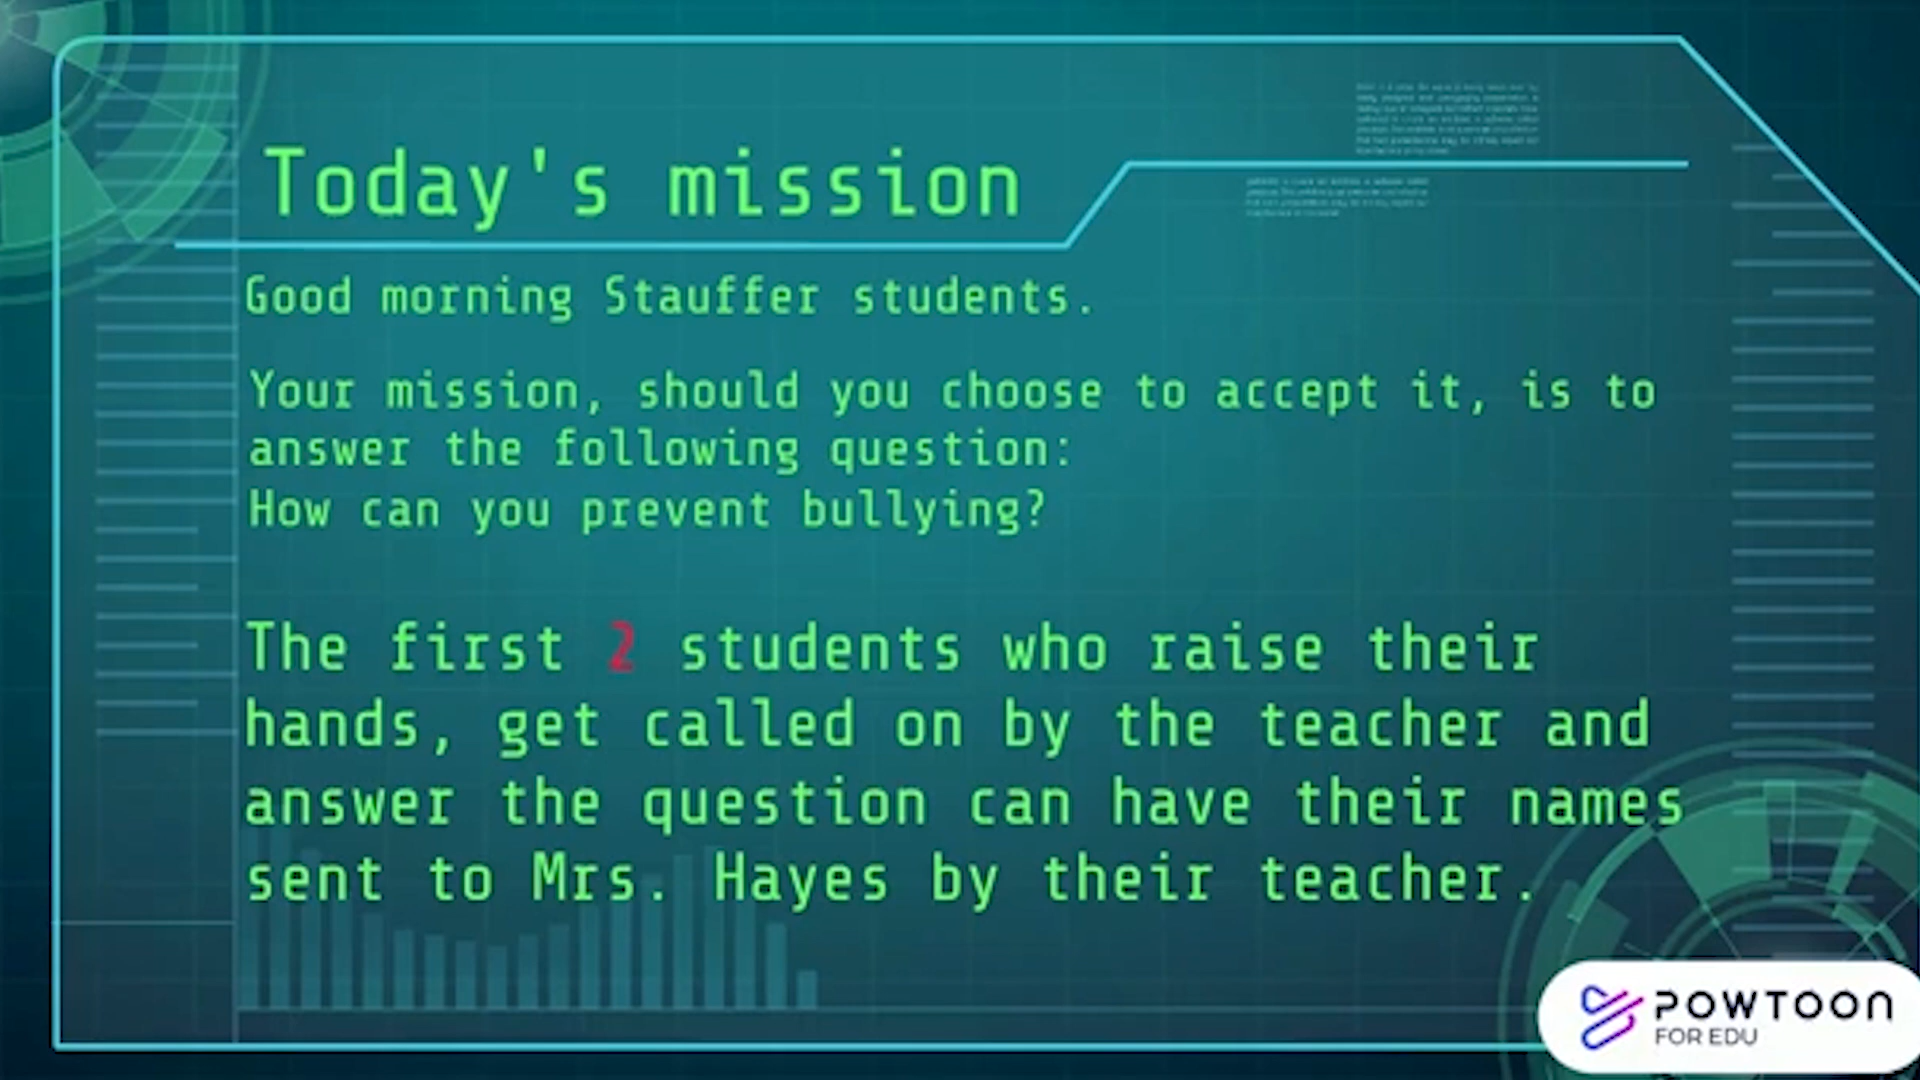 Today's mission
Good morning Stauffer students.
Your mission, should you choose to accept it, is to
answer the following question:
How can you prevent bullying?
The first 2 students who raise their
hands, get called on by the teacher and
answer the question can have their names
sent to Mrs. Hayes by their teacher.
POWTOON
FOR EDU